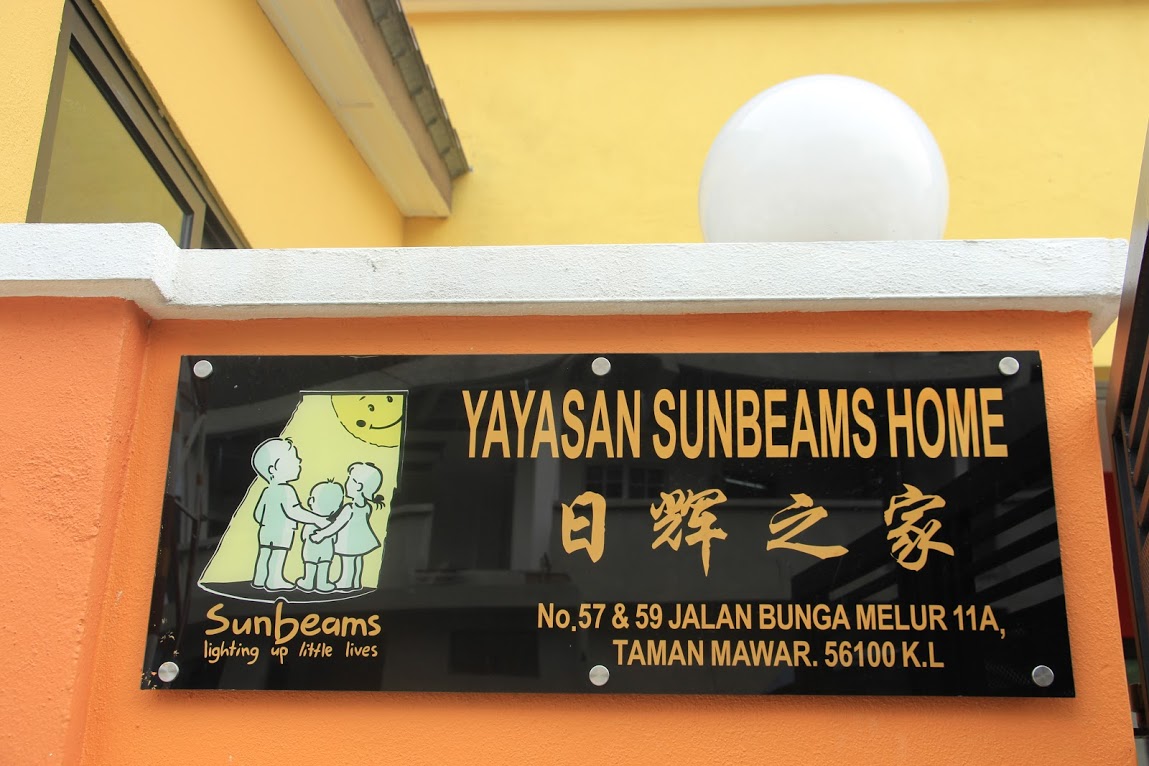 Sunbeams
lighting up little lives
YAYASAN SUNBEAMS HOME
日辉之家
No.57 & 59 JALAN BUNGA MELUR 11A,
TAMAN MAWAR. 56100 K.L